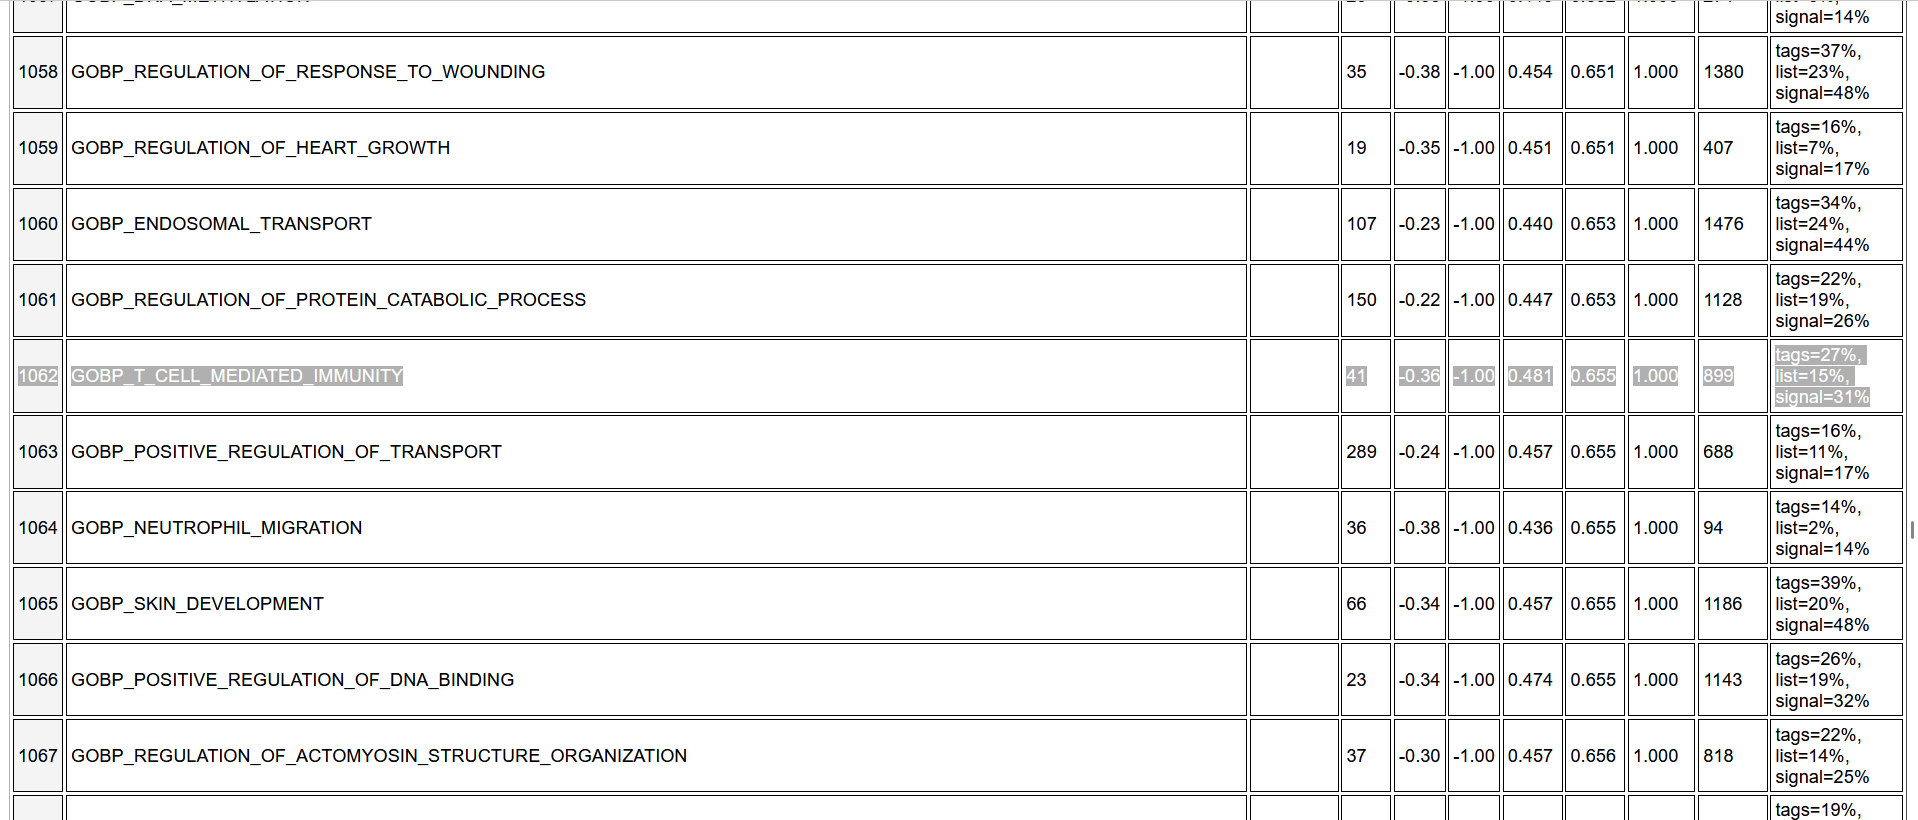 signal=14%
1058 GOBP_REGULATION_OF_RESPONSE_TO_WOUNDING 35 -0.38 -1.00 0.454 0.651 1.000 1380 tags=37%,
list=23%,
signal=48%
1059 GOBP_REGULATION_OF_HEART_GROWTH 19 -0.35 -1.00 0.451 0.651 1.000 407 tags=16%,
list=7%,
signal=17%
1060 GOBP_ENDOSOMAL_TRANSPORT 107 -0.23 -1.00 0.440 0.653 1.000 1476 tags=34%,
list=24%,
signal=44%
1061 GOBP_REGULATION_OF_PROTEIN_CATABOLIC_PROCESS 150 -0.22 -1.00 0.447 0.653 1.000 1128 tags=22%,
list=19%,
signal=26%
1062 GOBP_T_CELL_MEDIATED_IMMUNITY 41 -0.36 -1.00 0.481 0.655 1.000 899 tags=27%,
list=15%,
signal=31%
1063 GOBP_POSITIVE_REGULATION_OF_TRANSPORT 289 -0.24 -1.00 0.457 0.655 1.000 688 tags=16%,
list=11%,
signal=17%
1064 GOBP_NEUTROPHIL_MIGRATION 36 -0.38 -1.00 0.436 0.655 1.000 94 tags=14%,
list=2%,
signal=14%
1065 GOBP_SKIN_DEVELOPMENT 66 -0.34 -1.00 0.457 0.655 1.000 1186 tags=39%,
list=20%,
signal=48%
1066 GOBP_POSITIVE_REGULATION_OF_DNA_BINDING 23 -0.34 -1.00 0.474 0.655 1.000 1143 tags=26%,
list=19%,
signal=32%
1067 GOBP_REGULATION_OF_ACTOMYOSIN_STRUCTURE_ORGANIZATION 37 -0.30 -1.00 0.457 0.656 1.000 818 tags=22%,
list=14%,
signal=25%
tags=19%,